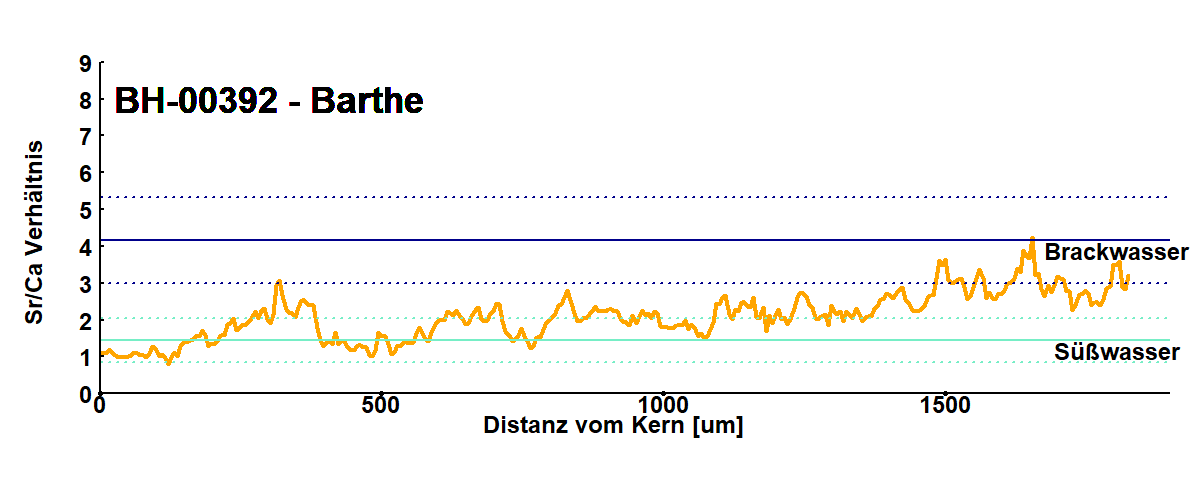 BH-00392 - Barthe
Sr/Ca Verhältnis
9
8
7
6
5
4
3
2
1
0
Brackwasser
Süßwasser
0 500 1000 1500
Distanz vom Kern [um]